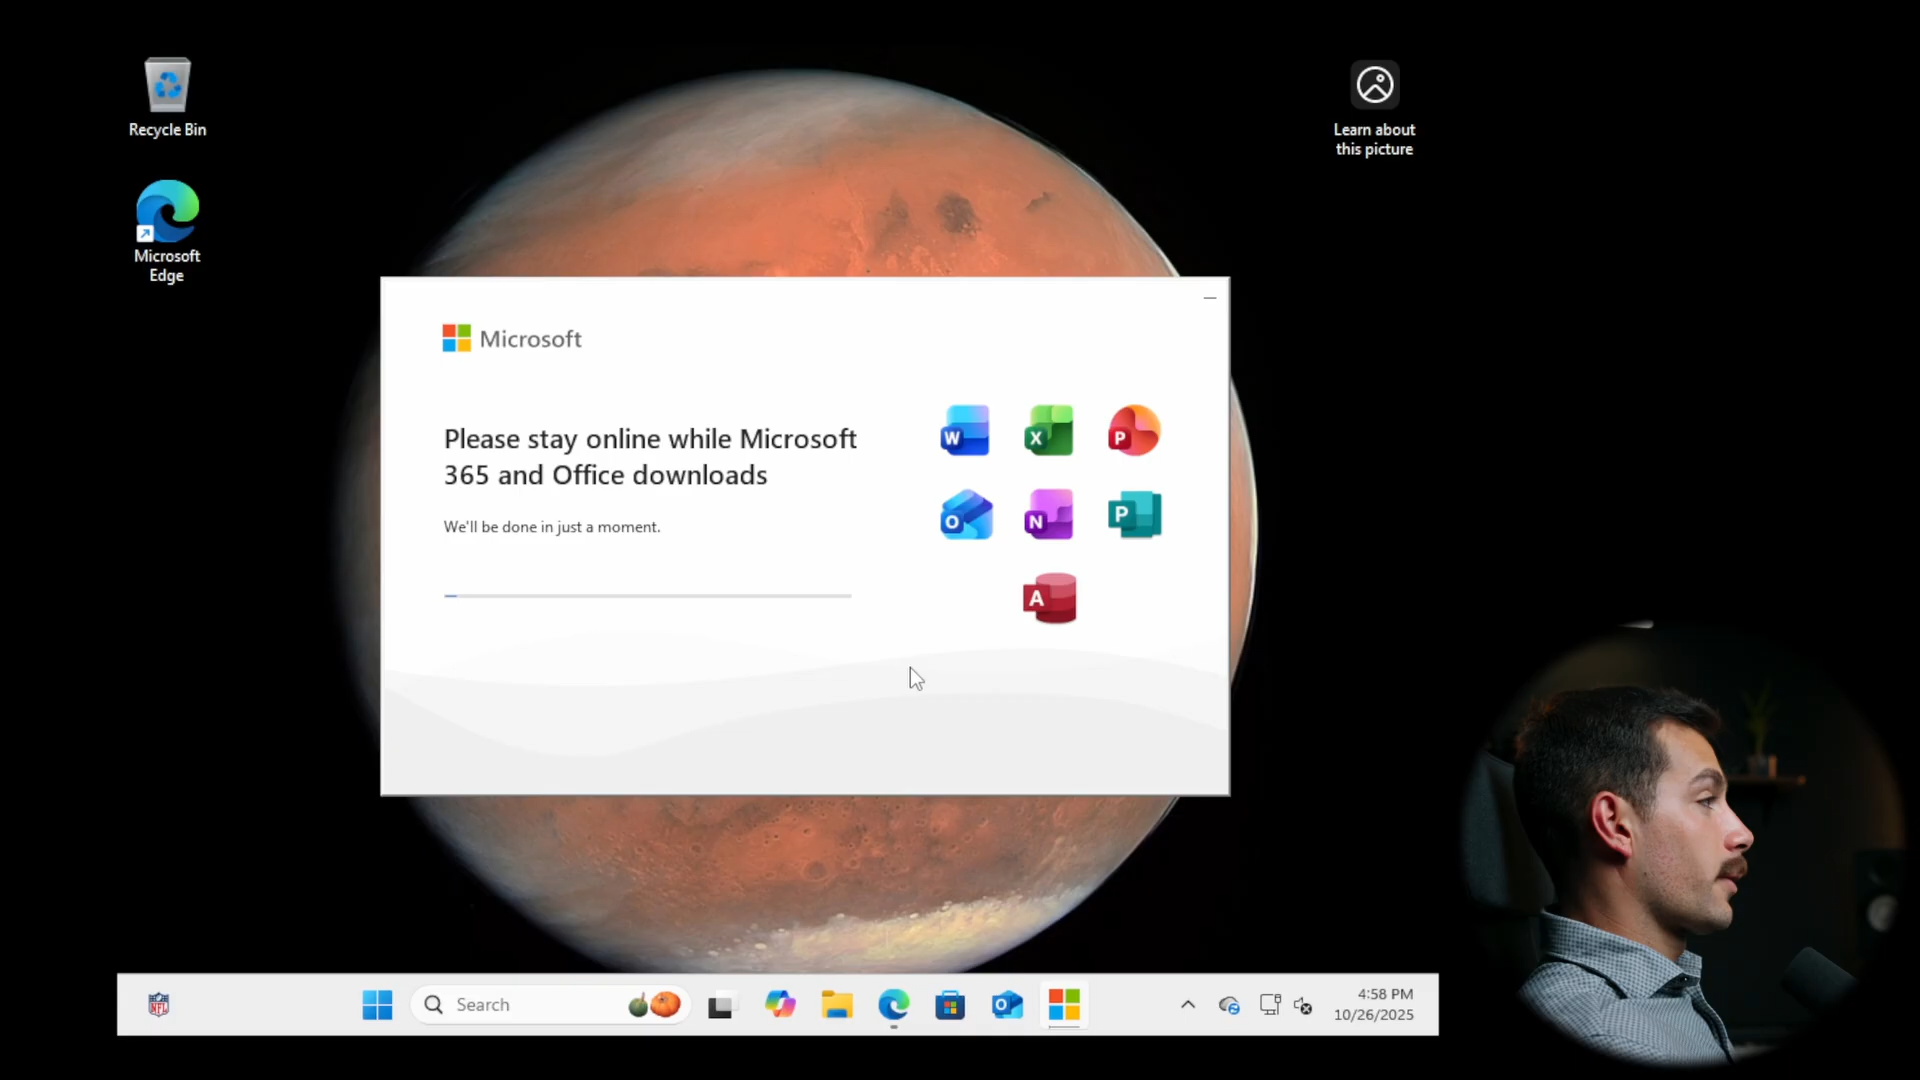 Recycle Bin
Learn about
this picture
Microsoft
Edge
Microsoft
Please stay online while Microsoft
365 and Office downloads
We'll be done in just a moment.
W
X
P
O
N
P
A
NFL
Search
O
4:58 PM
10/26/2025